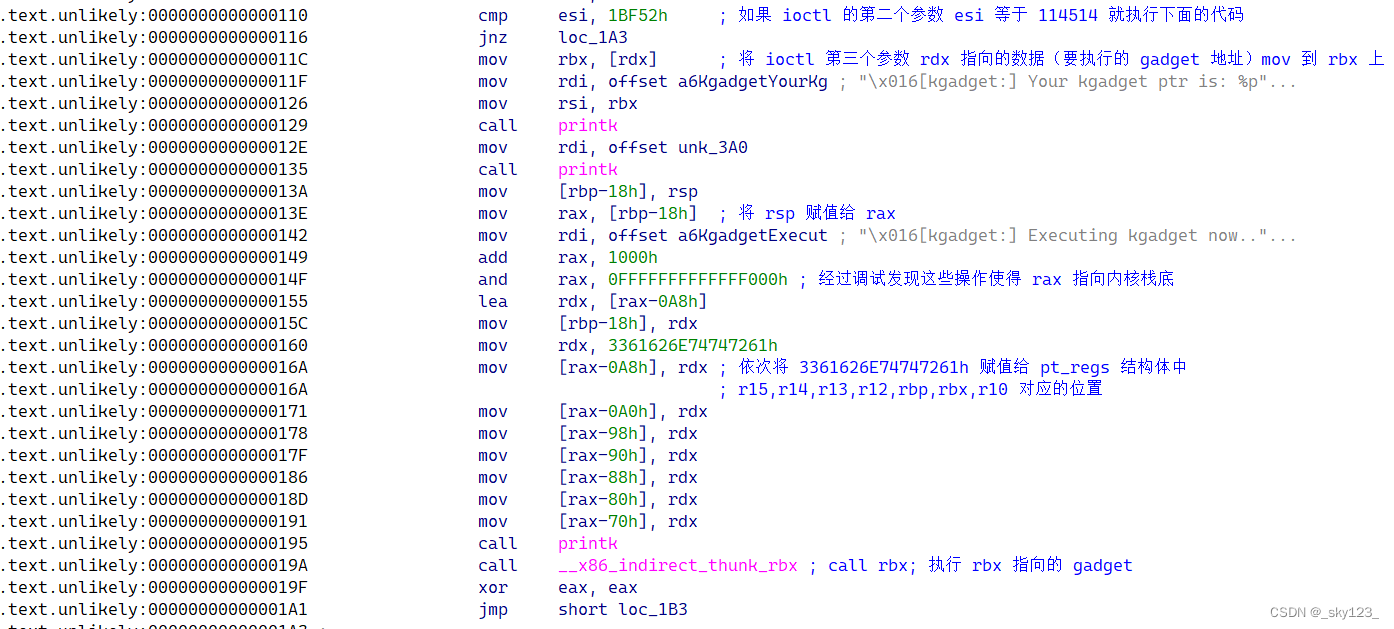 .text.unlikely:0000000000000110 cmp esi, 1BF52h ; 如果 ioctl 的第二个参数 esi 等于 114514 就执行下面的代码
.text.unlikely:0000000000000116 jnz loc_1A3
.text.unlikely:000000000000011C mov rbx, [rdx] ; 将 ioctl 第三个参数 rdx 指向的数据（要执行的 gadget 地址）mov 到 rbx 上
.text.unlikely:000000000000011F mov rdi, offset a6KgadgetYourKg ; "\x016[kgadget:] Your kgadget ptr is: %p"...
.text.unlikely:0000000000000126 mov rsi, rbx
.text.unlikely:0000000000000129 call printk
.text.unlikely:000000000000012E mov rdi, offset unk_3A0
.text.unlikely:0000000000000135 call printk
.text.unlikely:000000000000013A mov [rbp-18h], rsp
.text.unlikely:000000000000013E mov rax, [rbp-18h] ; 将 rsp 赋值给 rax
.text.unlikely:0000000000000142 mov rdi, offset a6KgadgetExecut ; "\x016[kgadget:] Executing kgadget now.."...
.text.unlikely:0000000000000149 add rax, 1000h
.text.unlikely:000000000000014F and rax, 0FFFFFFFFFFFFF000h ; 经过调试发现这些操作使得 rax 指向内核栈底
.text.unlikely:0000000000000155 lea rdx, [rax-0A8h]
.text.unlikely:000000000000015C mov [rbp-18h], rdx
.text.unlikely:0000000000000160 mov rdx, 3361626E74747261h
.text.unlikely:000000000000016A mov [rax-0A8h], rdx ; 依次将 3361626E74747261h 赋值给 pt_regs 结构体中
.text.unlikely:000000000000016A ; r15,r14,r13,r12,rbp,rbx,r10 对应的位置
.text.unlikely:0000000000000171 mov [rax-0A0h], rdx
.text.unlikely:0000000000000178 mov [rax-98h], rdx
.text.unlikely:000000000000017F mov [rax-90h], rdx
.text.unlikely:0000000000000186 mov [rax-88h], rdx
.text.unlikely:000000000000018D mov [rax-80h], rdx
.text.unlikely:0000000000000191 mov [rax-70h], rdx
.text.unlikely:0000000000000195 call printk
.text.unlikely:000000000000019A call __x86_indirect_thunk_rbx ; call rbx; 执行 rbx 指向的 gadget
.text.unlikely:000000000000019F xor eax, eax
.text.unlikely:00000000000001A1 jmp short loc_1B3
CSDN @_sky123_